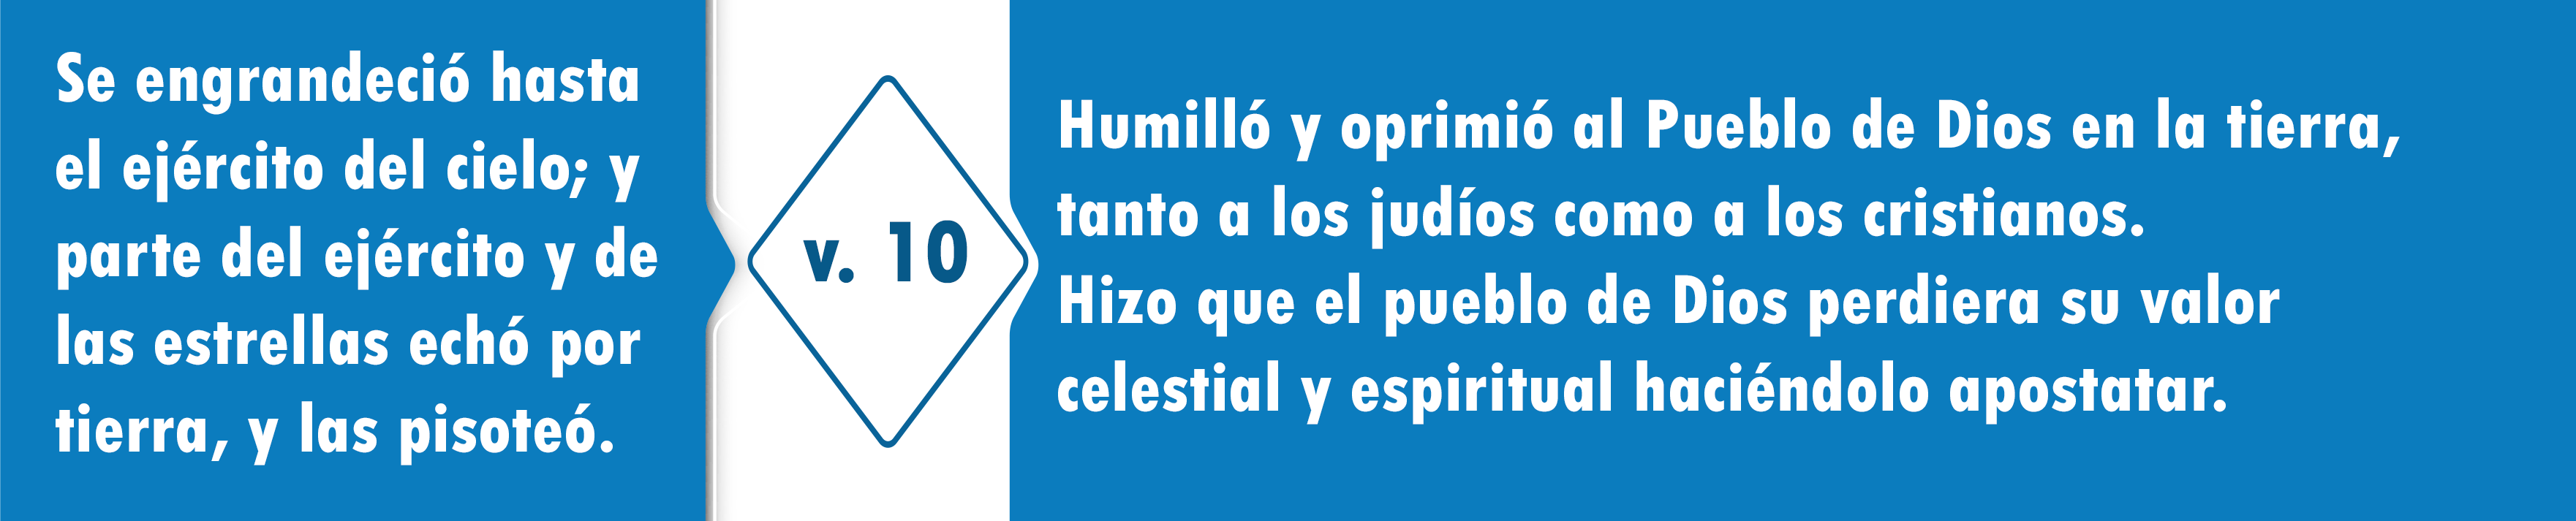 Se engrandeció hasta
el ejército del cielo; y
parte del ejército y de
las estrellas echó por
tierra, y las pisoteó.
v. 10
Humilló y oprimió al Pueblo de Dios en la tierra,
tanto a los judíos como a los cristianos.
Hizo que el pueblo de Dios perdiera su valor
celestial y espiritual haciéndolo apostatar.